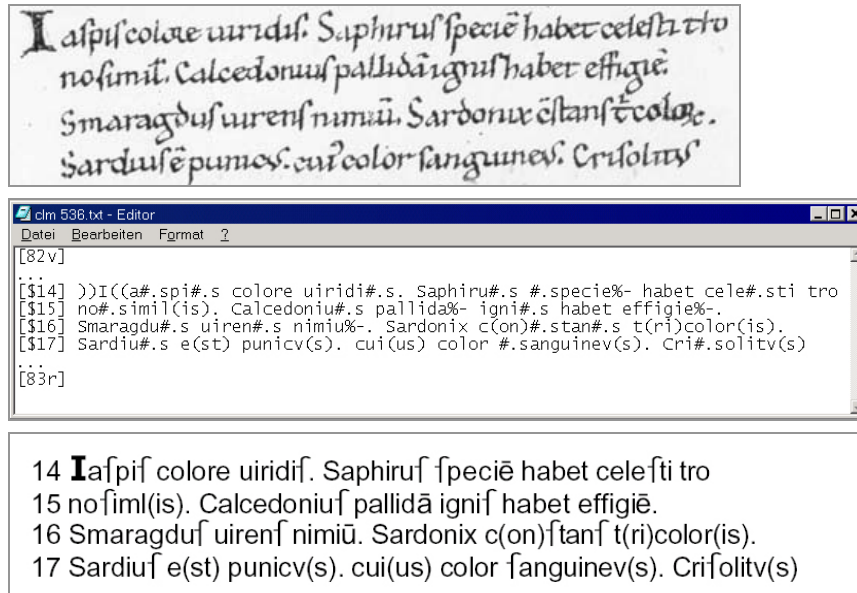 Iaſpiſ colore uiridiſ. Saphiruſ ſpeciē habet celeſti tro
noſimil̄. Calcedoniuſ pallidā igniſ habet effigiē.
Smaragduſ uirenſ nimiū. Sardonix c̄ſtanſ t̄colorꝭ.
Sardiuſ ē punicuſ. cui᾽ color ſanguineuſ. Criſolituſ
clm 536.txt - Editor
Datei Bearbeiten Format ?
[82v]
...
[$14] ))I((a#.spi#.s colore uiridi#.s. Saphiru#.s #.specie%- habet cele#.sti tro
[$15] no#.simil(is). Calcedoniu#.s pallida%- igni#.s habet effigie%-.
[$16] Smaragdu#.s uiren#.s nimiu%-. Sardonix c(on)#.stan#.s t(ri)color(is).
[$17] Sardiu#.s e(st) punicv(s). cui(us) color #.sanguinev(s). Cri#.solitv(s)
...
[83r]
14 Iaſpiſ colore uiridiſ. Saphiruſ ſpeciē habet celeſti tro
15 noſiml(is). Calcedoniuſ pallidā igniſ habet effigiē.
16 Smaragduſ uirenſ nimiū. Sardonix c(on)ſtanſ t(ri)color(is).
17 Sardiuſ e(st) punicv(s). cui(us) color ſanguinev(s). Criſolitv(s)